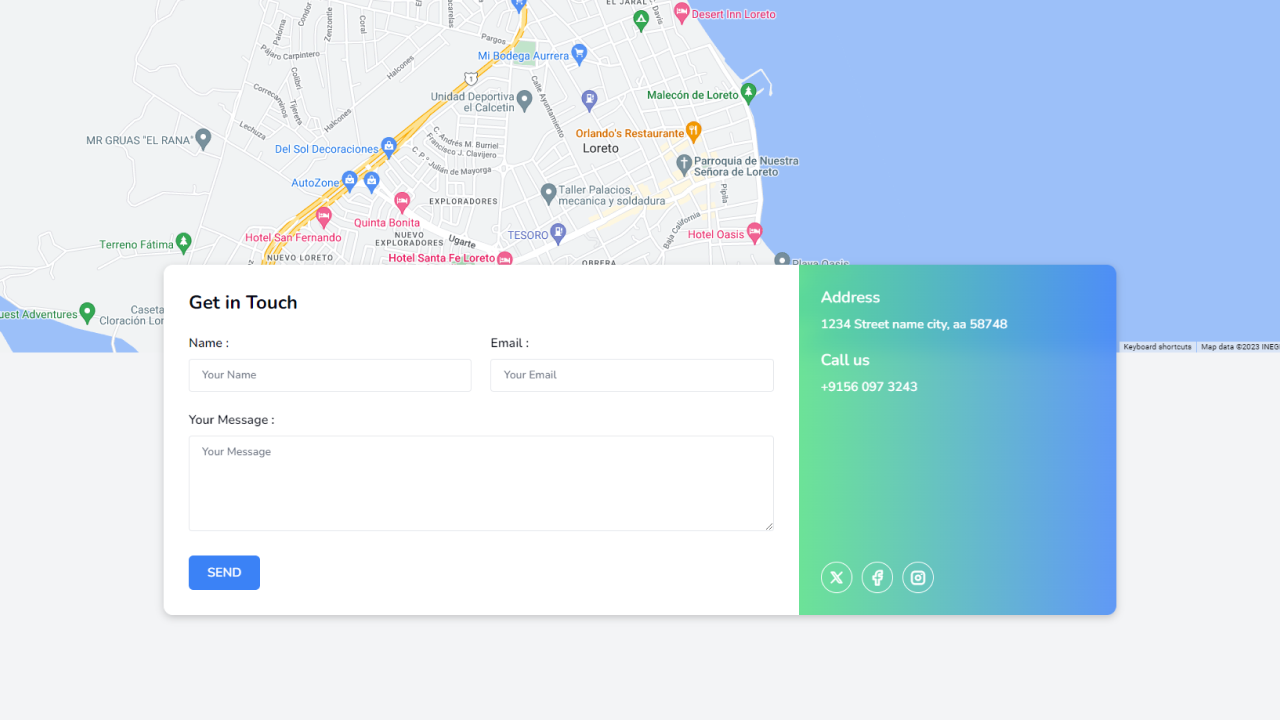 EL JARAL
Desert Inn Loreto
Paloma
Condor
Zenzontle
Coral
Davis
Pájaro Carpintero
Pargos
Halcones
Mi Bodega Aurrera
Colibrí
1
Correcaminos
Tijerets
Calle Ayuntamiento
Unidad Deportiva
el Calcetin
Malecón de Loreto
Halcones
Lechuza
MR GRUAS "EL RANA"
Orlando's Restaurante
C. Andrés M. Burriel
Francisco J. Clavijero
Del Sol Decoraciones
Loreto
C. P.º Julián de Mayorga
Parroquia de Nuestra
Señora de Loreto
AutoZone
Taller Palacios,
mecanica y soldadura
Pípila
EXPLORADORES
Quinta Bonita
Baja California
Hotel San Fernando
NUEVO
EXPLORADORES
Ugarte
TESORO
Hotel Oasis
Terreno Fátima
NUEVO LORETO
Hotel Santa Fe Loreto
OBRERA
Playa Oasis
uest Adventures
Caseta
Cloración Lor
Get in Touch
Name :
Email :
Your Name
Your Email
Your Message :
Your Message
SEND
Address
1234 Street name city, aa 58748
Call us
+9156 097 3243
Keyboard shortcuts
Map data ©2023 INEG